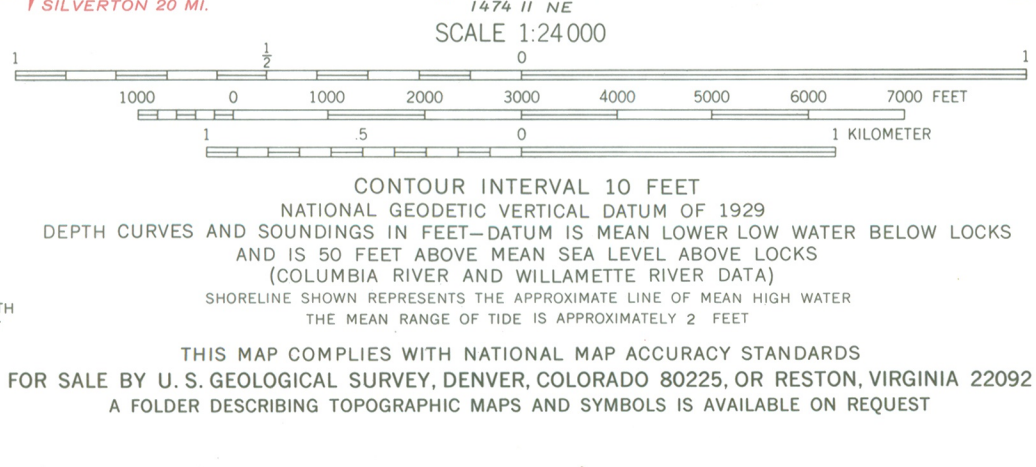 SILVERTON 20 MI.
1474 II NE
SCALE 1:24 000
1 1/2 0 1
1000 0 1000 2000 3000 4000 5000 6000 7000 FEET
1 .5 0 1 KILOMETER
CONTOUR INTERVAL 10 FEET
NATIONAL GEODETIC VERTICAL DATUM OF 1929
DEPTH CURVES AND SOUNDINGS IN FEET—DATUM IS MEAN LOWER LOW WATER BELOW LOCKS
AND IS 50 FEET ABOVE MEAN SEA LEVEL ABOVE LOCKS
(COLUMBIA RIVER AND WILLAMETTE RIVER DATA)
SHORELINE SHOWN REPRESENTS THE APPROXIMATE LINE OF MEAN HIGH WATER
THE MEAN RANGE OF TIDE IS APPROXIMATELY 2 FEET
THIS MAP COMPLIES WITH NATIONAL MAP ACCURACY STANDARDS
FOR SALE BY U. S. GEOLOGICAL SURVEY, DENVER, COLORADO 80225, OR RESTON, VIRGINIA 22092
A FOLDER DESCRIBING TOPOGRAPHIC MAPS AND SYMBOLS IS AVAILABLE ON REQUEST